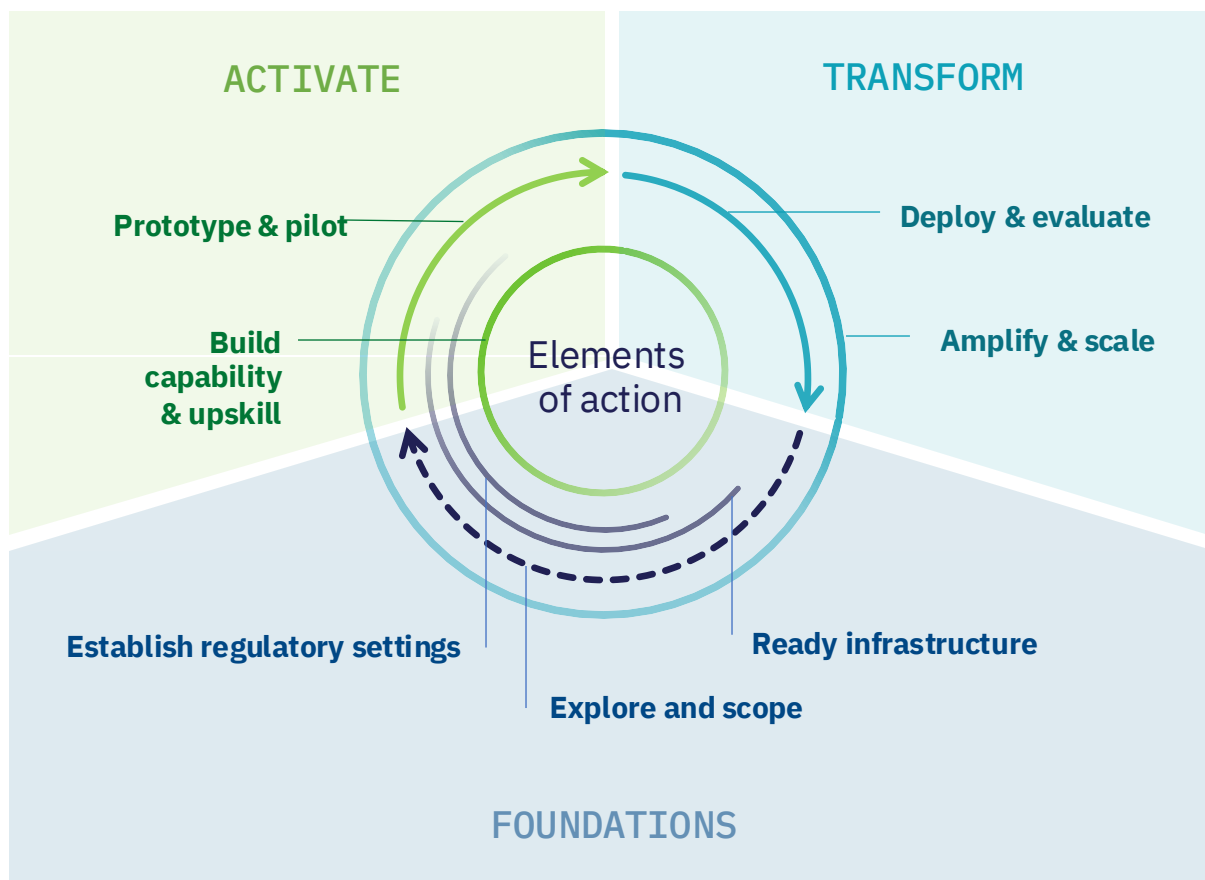 ACTIVATE
TRANSFORM
Prototype & pilot
Deploy & evaluate
Build
capability
& upskill
Amplify & scale
Elements
of action
Establish regulatory settings
Ready infrastructure
Explore and scope
FOUNDATIONS